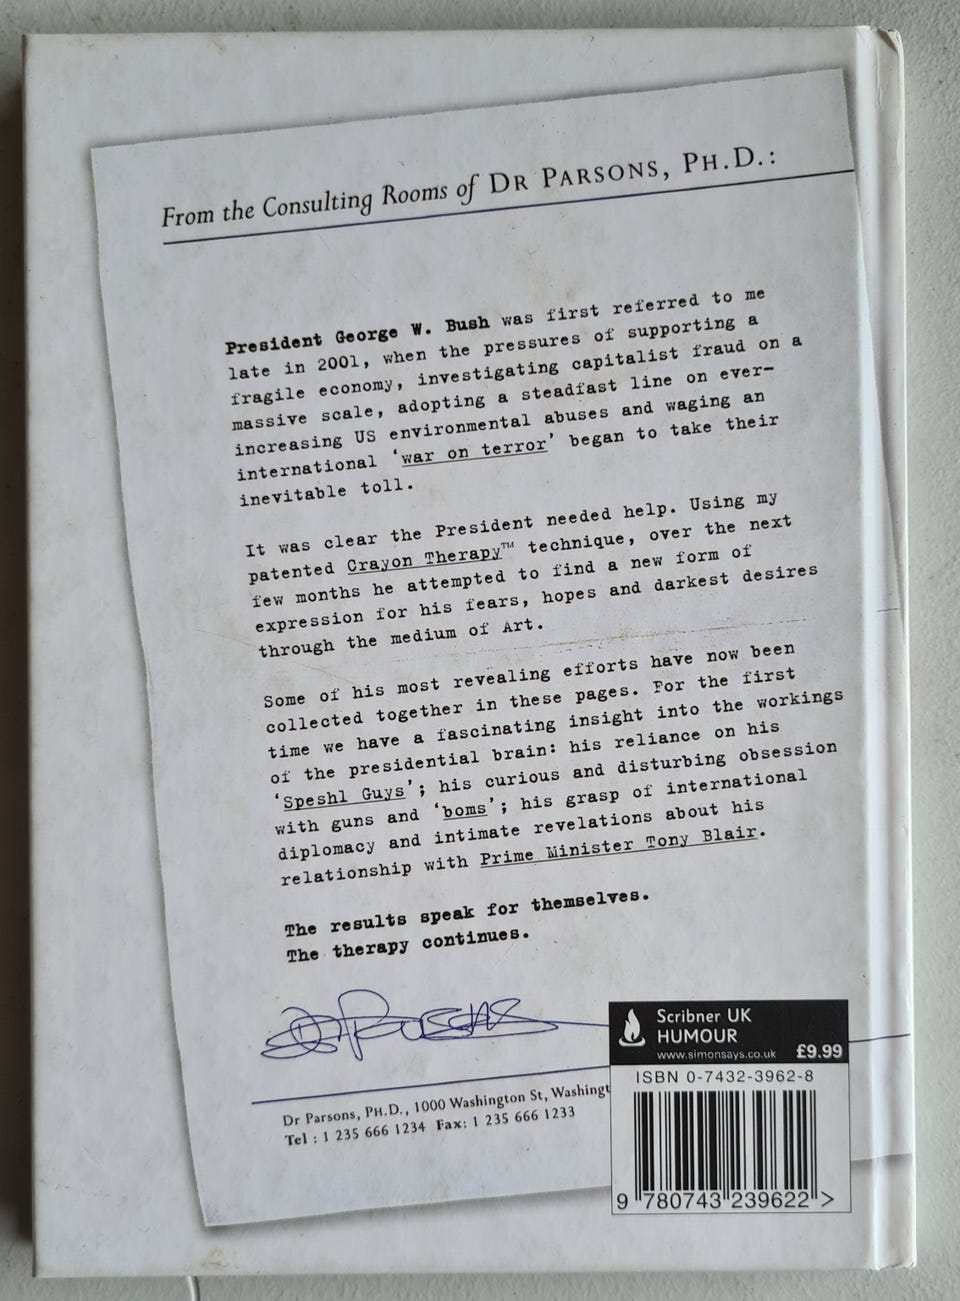 From the Consulting Rooms of DR PARSONS, PH.D.:
President George W. Bush was first referred to me
late in 2001, when the pressures of supporting a
fragile economy, investigating capitalist fraud on a
massive scale, adopting a steadfast line on ever-
increasing US environmental abuses and waging an
international ‘war on terror’ began to take their
inevitable toll.
It was clear the President needed help. Using my
patented Crayon Therapy™ technique, over the next
few months he attempted to find a new form of
expression for his fears, hopes and darkest desires
through the medium of Art.
Some of his most revealing efforts have now been
collected together in these pages. For the first
time we have a fascinating insight into the workings
of the presidential brain: his reliance on his
‘Speshl Guys’; his curious and disturbing obsession
with guns and ‘boms’; his grasp of international
diplomacy and intimate revelations about his
relationship with Prime Minister Tony Blair.
The results speak for themselves.
The therapy continues.
Dr Parsons, PH.D., 1000 Washington St, Washingt
Tel : 1 235 666 1234 Fax: 1 235 666 1233
Scribner UK
HUMOUR
www.simonsays.co.uk £9.99
ISBN 0-7432-3962-8
9 780743 239622 >